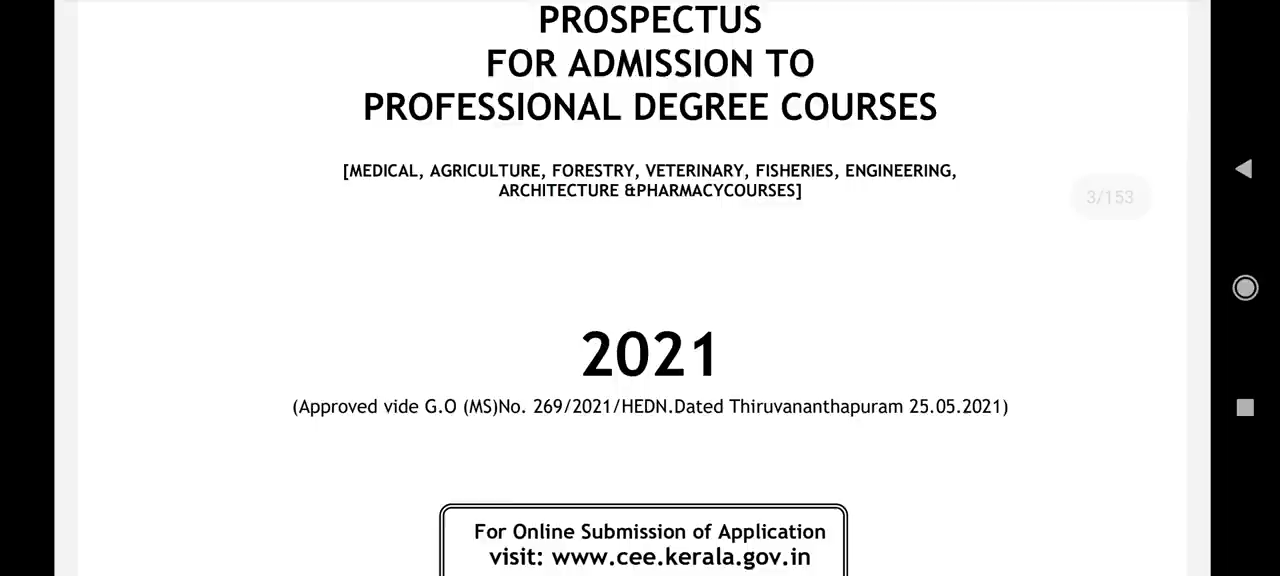 PROSPECTUS
FOR ADMISSION TO
PROFESSIONAL DEGREE COURSES
[MEDICAL, AGRICULTURE, FORESTRY, VETERINARY, FISHERIES, ENGINEERING,
ARCHITECTURE &PHARMACYCOURSES]
3/153
2021
(Approved vide G.O (MS)No. 269/2021/HEDN.Dated Thiruvananthapuram 25.05.2021)
For Online Submission of Application
visit: www.cee.kerala.gov.in